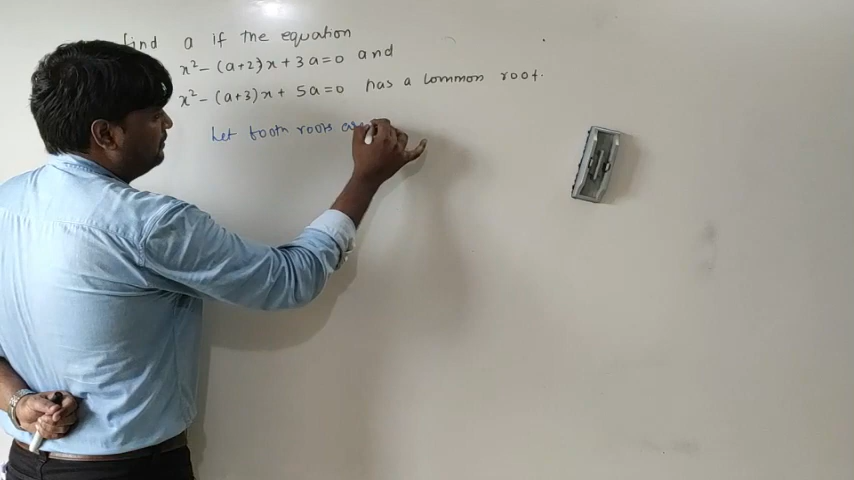 find a if the equation
x² - (a+2)x + 3a = 0 and
x² - (a+3)x + 5a = 0 has a common root.
Let both roots are